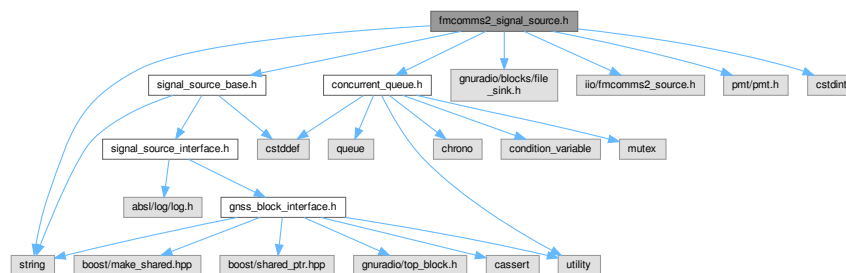 fmcomms2_signal_source.h
signal_source_base.h
concurrent_queue.h
gnuradio/blocks/file
_sink.h
iio/fmcomms2_source.h
pmt/pmt.h
cstdint
signal_source_interface.h
cstddef
queue
chrono
condition_variable
mutex
absl/log/log.h
gnss_block_interface.h
string
boost/make_shared.hpp
boost/shared_ptr.hpp
gnuradio/top_block.h
cassert
utility